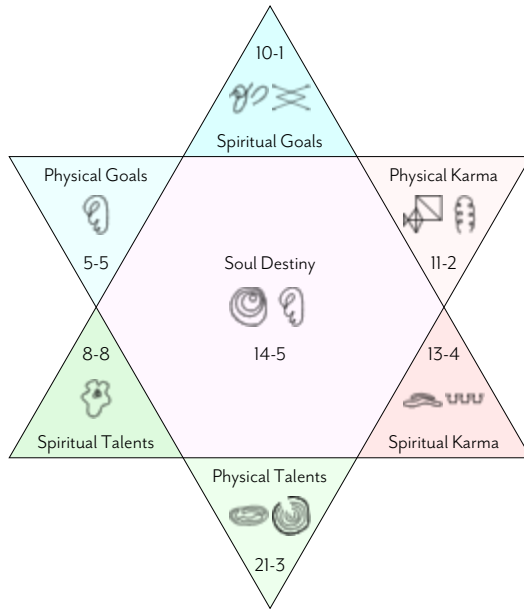 10-1
Spiritual Goals
Physical Goals
5-5
Physical Karma
11-2
Soul Destiny
14-5
8-8
Spiritual Talents
13-4
Spiritual Karma
Physical Talents
21-3